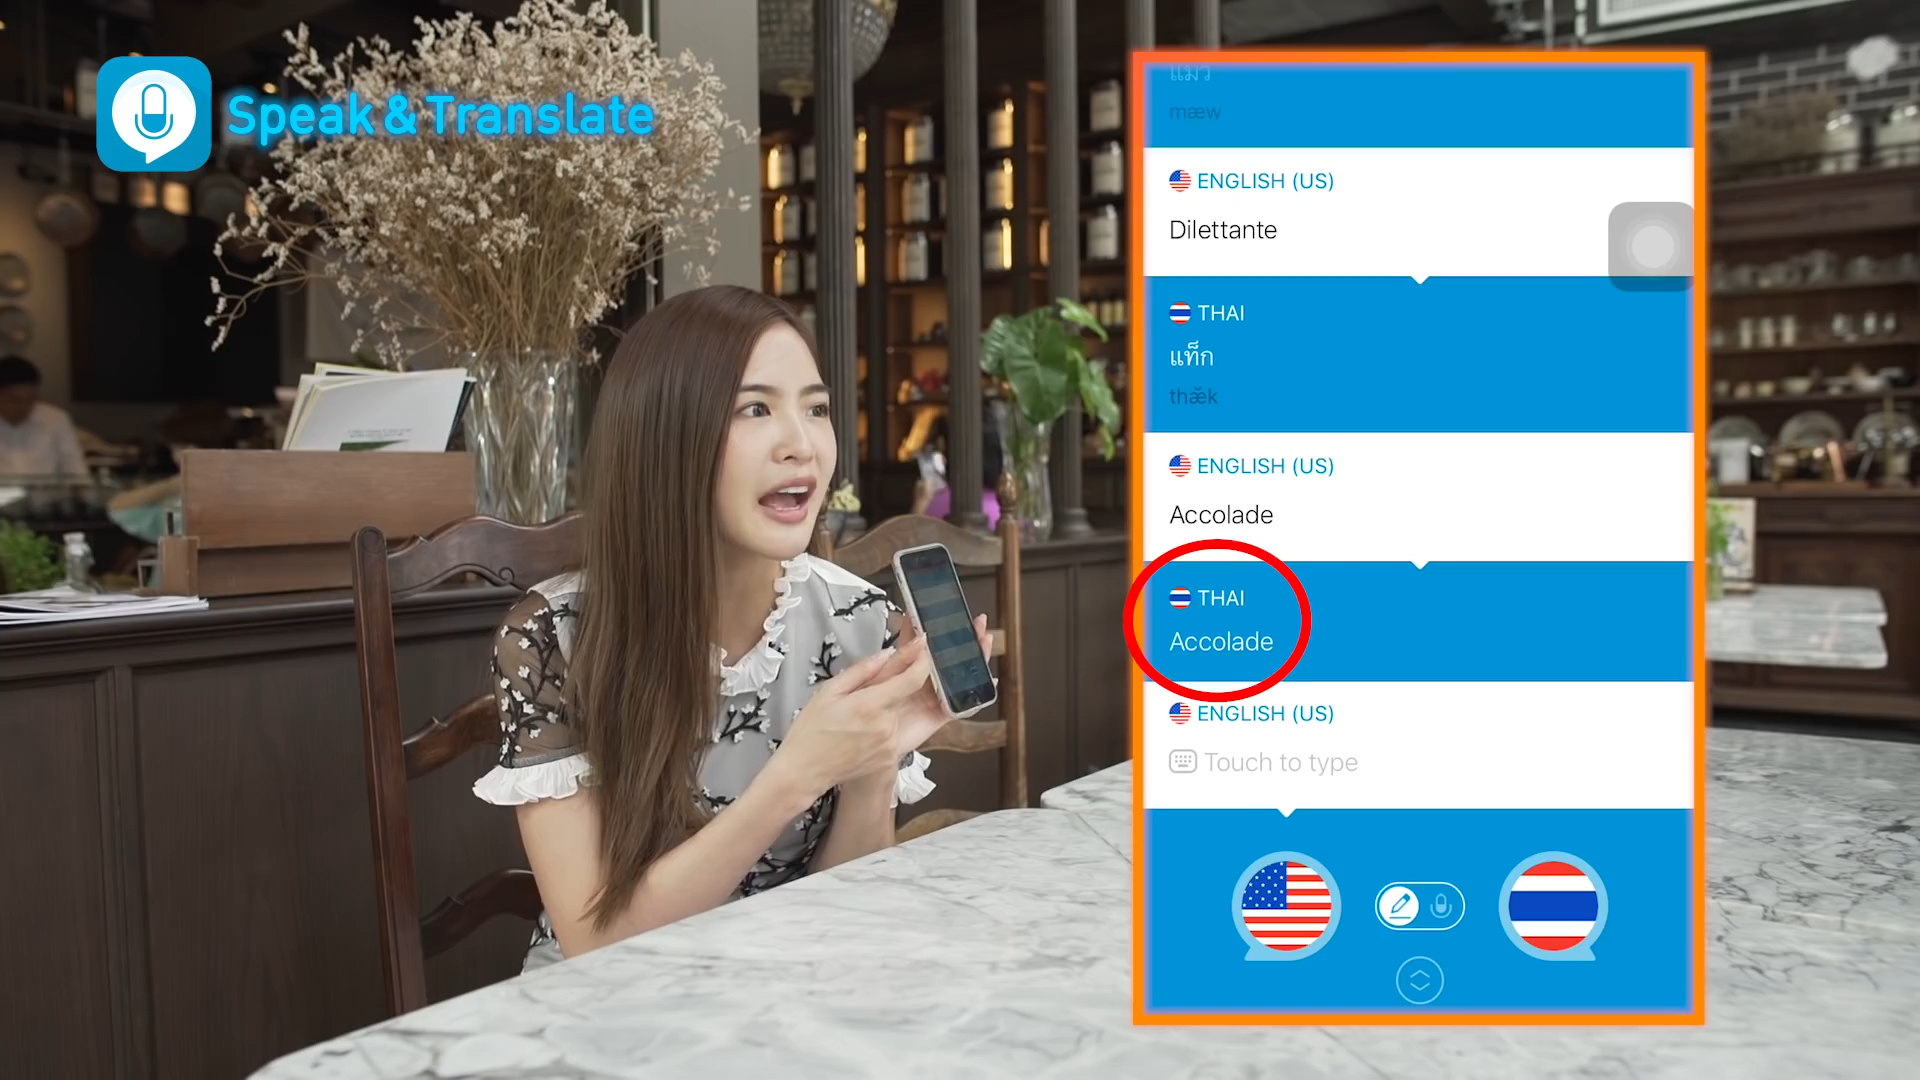 Speak & Translate
แมว
mæw
ENGLISH (US)
Dilettante
THAI
แท็ก
thæ̆k
ENGLISH (US)
Accolade
THAI
Accolade
ENGLISH (US)
Touch to type